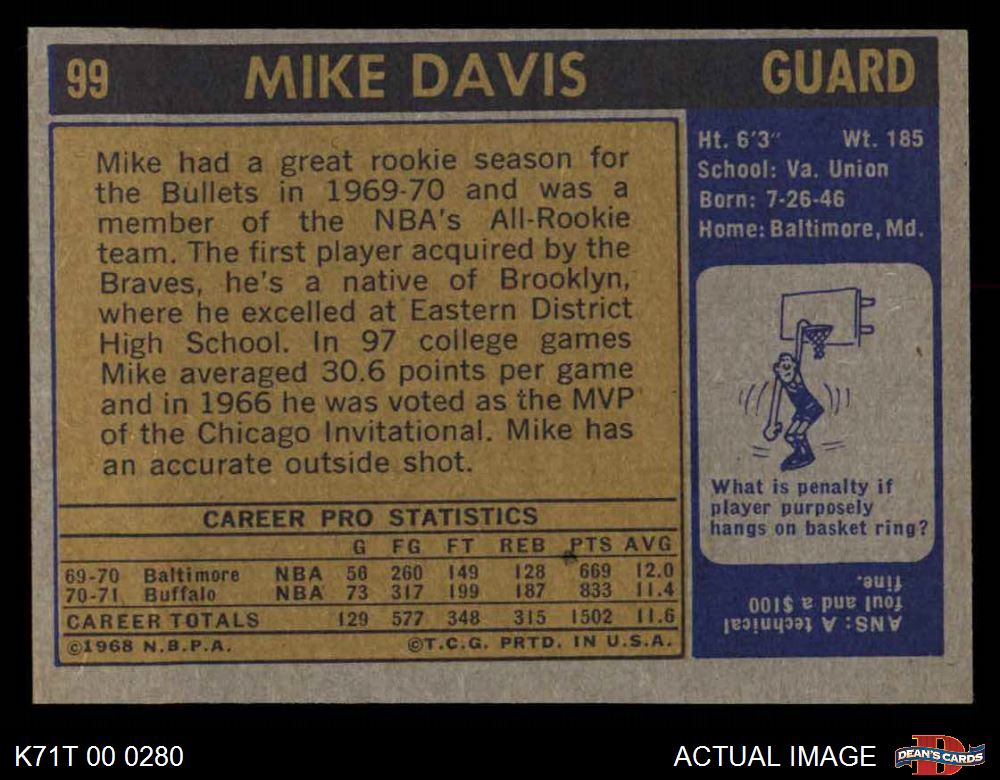 99 MIKE DAVIS GUARD
Mike had a great rookie season for
the Bullets in 1969-70 and was a
member of the NBA's All-Rookie
team. The first player acquired by the
Braves, he's a native of Brooklyn,
where he excelled at Eastern District
High School. In 97 college games
Mike averaged 30.6 points per game
and in 1966 he was voted as the MVP
of the Chicago Invitational. Mike has
an accurate outside shot.
CAREER PRO STATISTICS
G FG FT REB PTS AVG
69-70 Baltimore NBA 56 260 149 128 669 12.0
70-71 Buffalo NBA 73 317 199 187 833 11.4
CAREER TOTALS 129 577 348 315 1502 11.6
©1968 N.B.P.A. ©T.C.G. PRTD. IN U.S.A.
Ht. 6'3" Wt. 185
School: Va. Union
Born: 7-26-46
Home: Baltimore, Md.
What is penalty if
player purposely
hangs on basket ring?
ANS: A technical
foul and a $100
fine.
K71T 00 0280
ACTUAL IMAGE
DEAN'S CARDS